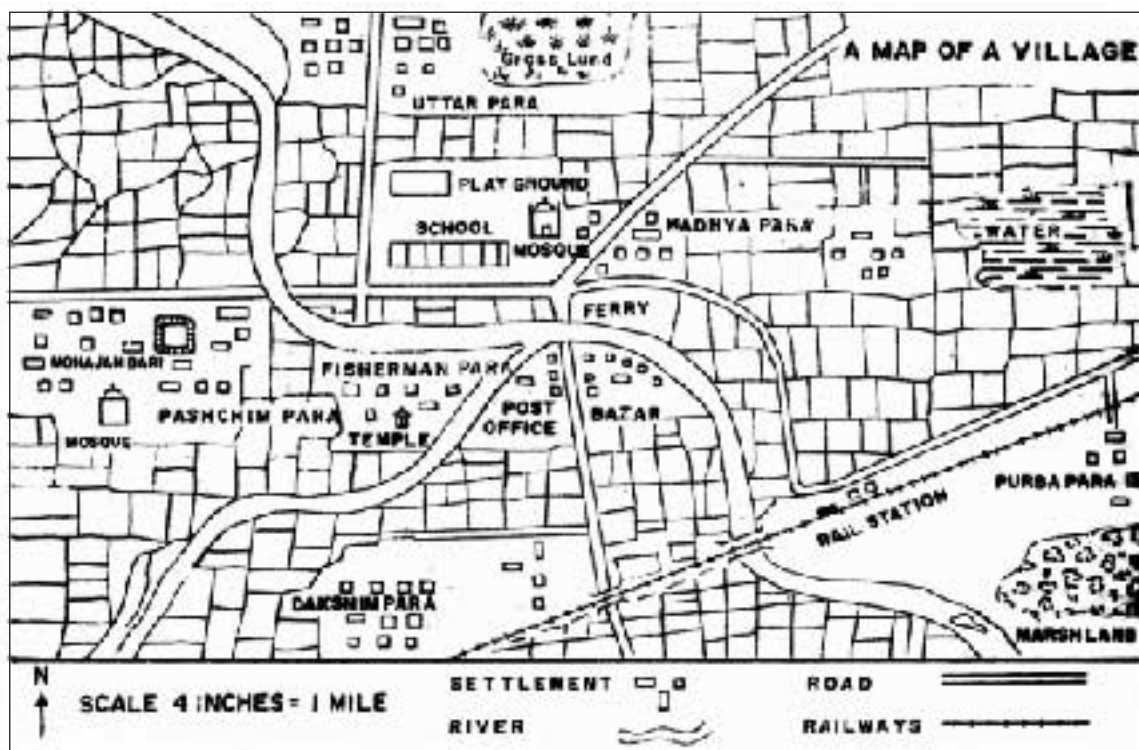 A MAP OF A VILLAGE
Grass Lund
UTTAR PARA
PLAY GROUND
SCHOOL
MOSQUE
MADHYA PARA
WATER
FERRY
MOHAJAN BARI
FISHERMAN PARA
PASHCHIM PARA
MOSQUE
TEMPLE
POST
OFFICE
BAZAR
RAIL STATION
PURBA PARA
DAKSHIM PARA
MARSH LAND
N
SCALE 4 INCHES = 1 MILE
SETTLEMENT
ROAD
RIVER
RAILWAYS